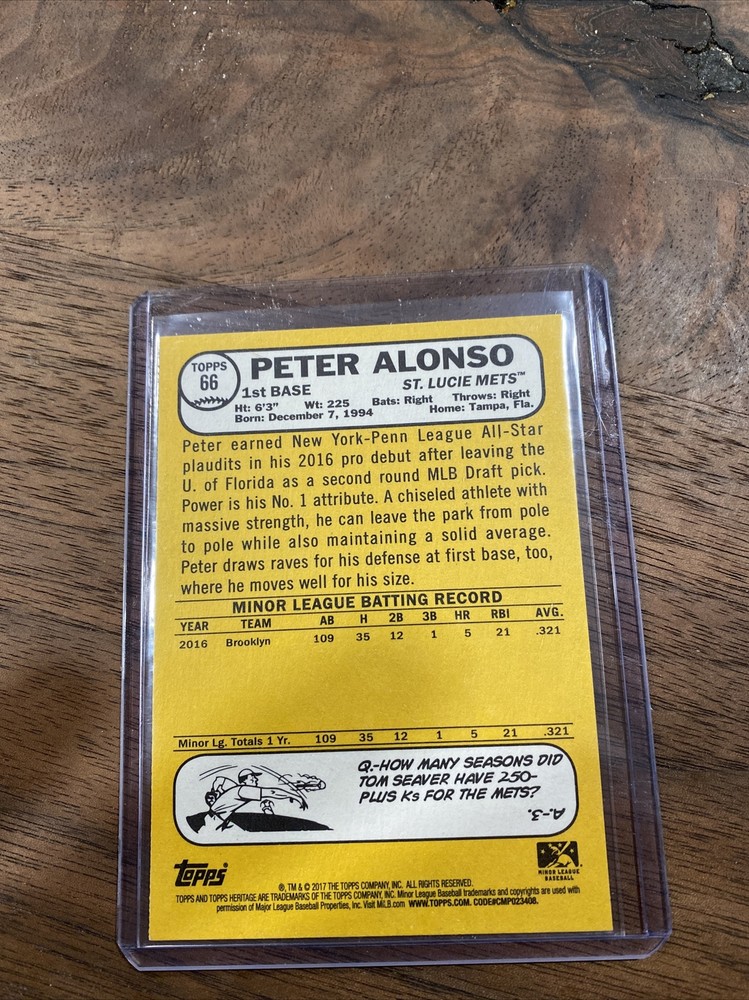 TOPPS
66
PETER ALONSO
1st BASE ST. LUCIE METS™
Ht: 6'3" Wt: 225 Bats: Right Throws: Right
Born: December 7, 1994 Home: Tampa, Fla.
Peter earned New York-Penn League All-Star
plaudits in his 2016 pro debut after leaving the
U. of Florida as a second round MLB Draft pick.
Power is his No. 1 attribute. A chiseled athlete with
massive strength, he can leave the park from pole
to pole while also maintaining a solid average.
Peter draws raves for his defense at first base, too,
where he moves well for his size.
MINOR LEAGUE BATTING RECORD
YEAR TEAM AB H 2B 3B HR RBI AVG.
2016 Brooklyn 109 35 12 1 5 21 .321
Minor Lg. Totals 1 Yr. 109 35 12 1 5 21 .321
Q.-HOW MANY SEASONS DID
TOM SEAVER HAVE 250-
PLUS Ks FOR THE METS?
A.-3.
topps
MINOR LEAGUE
BASEBALL
®, TM & © 2017 THE TOPPS COMPANY, INC. ALL RIGHTS RESERVED.
TOPPS AND TOPPS HERITAGE ARE TRADEMARKS OF THE TOPPS COMPANY, INC. Minor League Baseball trademarks and copyrights are used with
permission of Major League Baseball Properties, Inc. Visit MiLB.com WWW.TOPPS.COM. CODE#CMP023408.